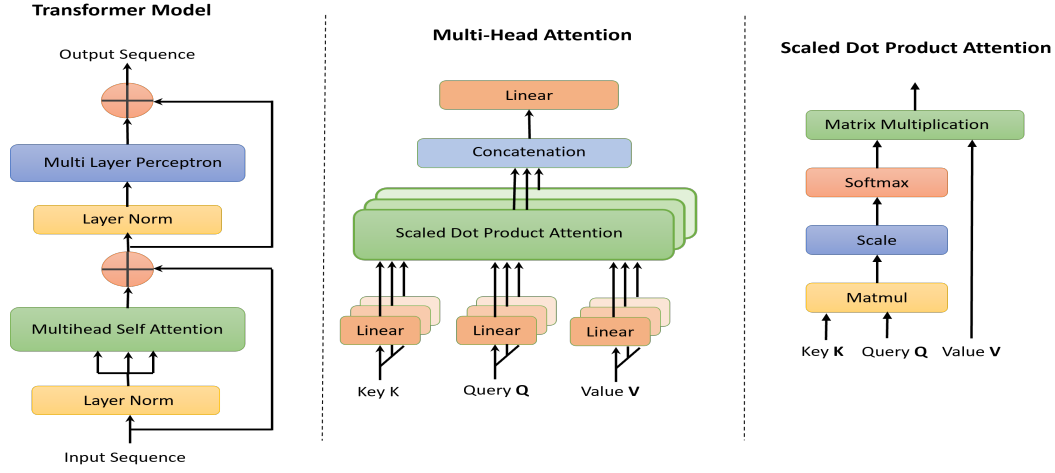 Transformer Model
Output Sequence
Multi Layer Perceptron
Layer Norm
Multihead Self Attention
Layer Norm
Input Sequence
Multi-Head Attention
Linear
Concatenation
Scaled Dot Product Attention
Linear
Linear
Linear
Key K
Query Q
Value V
Scaled Dot Product Attention
Matrix Multiplication
Softmax
Scale
Matmul
Key K
Query Q
Value V